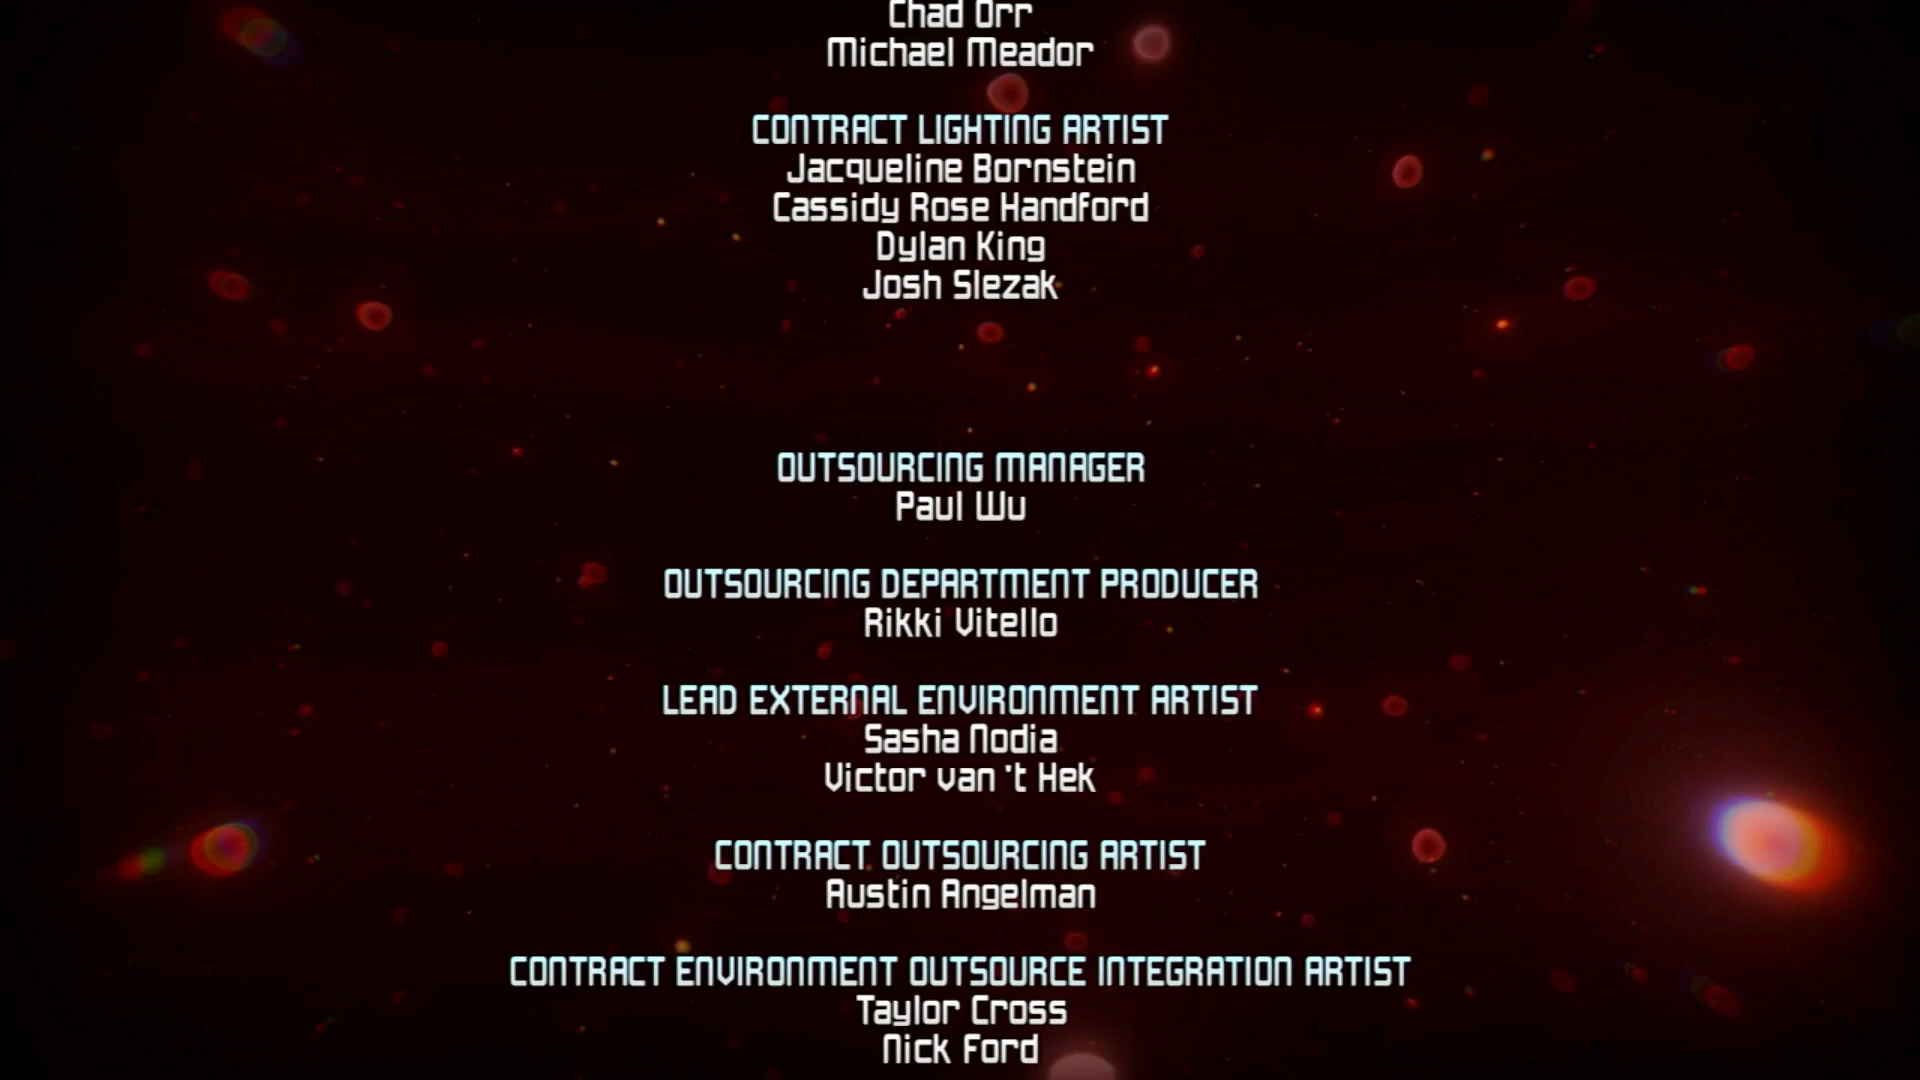 Chad Orr
Michael Meador
CONTRACT LIGHTING ARTIST
Jacqueline Bornstein
Cassidy Rose Handford
Dylan King
Josh Slezak
OUTSOURCING MANAGER
Paul Wu
OUTSOURCING DEPARTMENT PRODUCER
Rikki Vitello
LEAD EXTERNAL ENVIRONMENT ARTIST
Sasha Nodia
Victor van 't Hek
CONTRACT OUTSOURCING ARTIST
Austin Angelman
CONTRACT ENVIRONMENT OUTSOURCE INTEGRATION ARTIST
Taylor Cross
Nick Ford